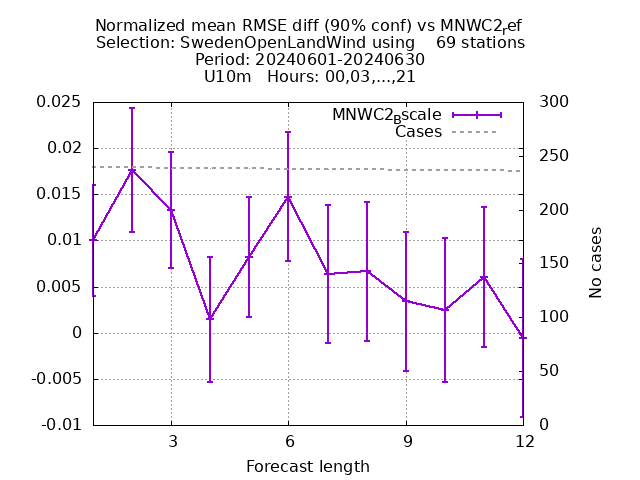 Normalized mean RMSE diff (90% conf) vs MNWC2ref
Selection: SwedenOpenLandWind using 69 stations
Period: 20240601-20240630
U10m Hours: 00,03,...,21
MNWC2Bscale
Cases
0.025
0.02
0.015
0.01
0.005
0
-0.005
-0.01
300
250
200
150
100
50
0
No cases
3
6
9
12
Forecast length